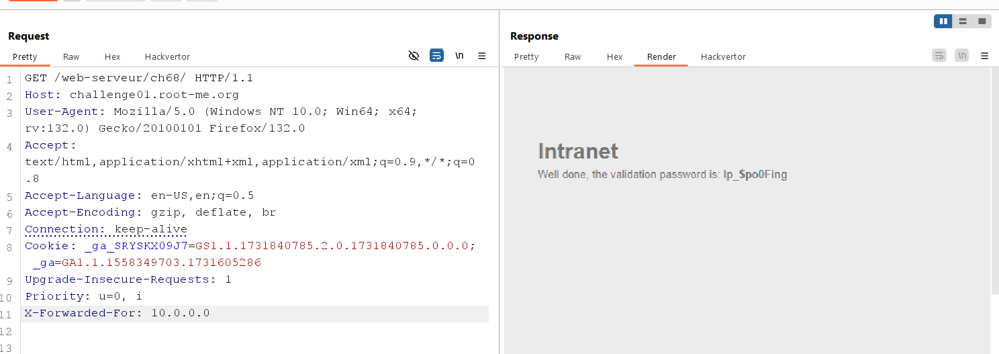 Request
Pretty Raw Hex Hackvertor \n
1 GET /web-serveur/ch68/ HTTP/1.1
2 Host: challenge01.root-me.org
3 User-Agent: Mozilla/5.0 (Windows NT 10.0; Win64; x64;
rv:132.0) Gecko/20100101 Firefox/132.0
4 Accept:
text/html,application/xhtml+xml,application/xml;q=0.9,*/*;q=0
.8
5 Accept-Language: en-US,en;q=0.5
6 Accept-Encoding: gzip, deflate, br
7 Connection: keep-alive
8 Cookie: _ga_SRYSKX09J7=GS1.1.1731840785.2.0.1731840785.0.0.0;
_ga=GA1.1.1558349703.1731605286
9 Upgrade-Insecure-Requests: 1
10 Priority: u=0, i
11 X-Forwarded-For: 10.0.0.0
12
13
Response
Pretty Raw Hex Render Hackvertor \n
Intranet
Well done, the validation password is: Ip_$po0Fing